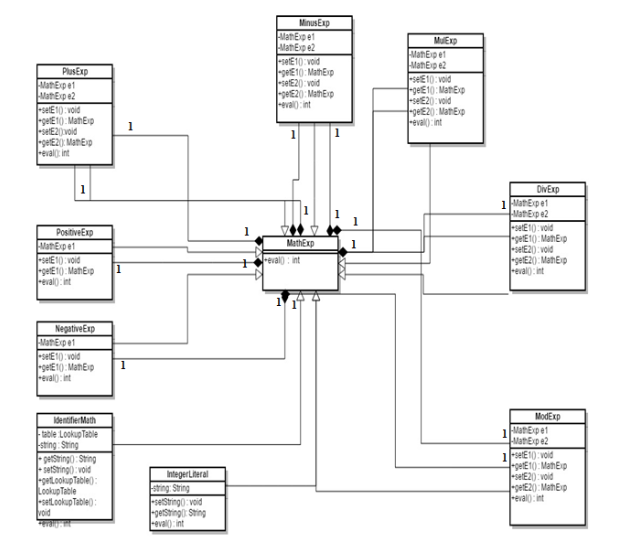 MinusExp
-MathExp e1
-MathExp e2
+setE1() : void
+getE1() : MathExp
+setE2() : void
+getE2() : MathExp
+eval() : int
MulExp
-MathExp e1
-MathExp e2
+setE1() : void
+getE1() : MathExp
+setE2() : void
+getE2() : MathExp
+eval() : int
PlusExp
-MathExp e1
-MathExp e2
+setE1() : void
+getE1() : MathExp
+setE2():void
+getE2(): MathExp
+eval(): int
1
1
1
1
DivExp
-MathExp e1
-MathExp e2
+setE1() : void
+getE1() : MathExp
+setE2() : void
+getE2() : MathExp
+eval() : int
1
1
1
1
1
1
PositiveExp
-MathExp e1
+setE1() : void
+getE1() : MathExp
+eval() : int
1
MathExp
+eval() : int
1
1
1
1
NegativeExp
-MathExp e1
+setE1() : void
+getE1() : MathExp
+eval() : int
1
IdentifierMath
- table :LookupTable
-string : String
+ getString() : String
+ setString() : void
+getLookupTable() :
LookupTable
+setLookupTable() :
void
+eval() : int
IntegerLiteral
-string: String
+setString() : void
+getString(): String
+eval() : int
ModExp
-MathExp e1
-MathExp e2
+setE1() : void
+getE1() : MathExp
+setE2() : void
+getE2() : MathExp
+eval() : int
1
1